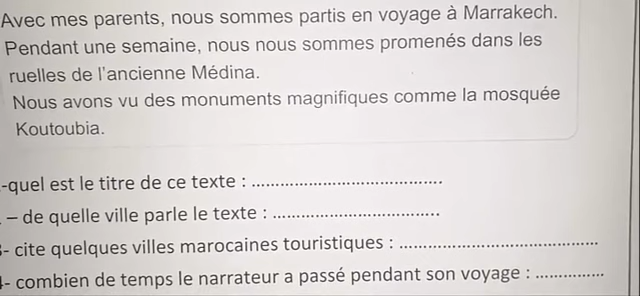 Avec mes parents, nous sommes partis en voyage à Marrakech.
Pendant une semaine, nous nous sommes promenés dans les
ruelles de l'ancienne Médina.
Nous avons vu des monuments magnifiques comme la mosquée
Koutoubia.
-quel est le titre de ce texte : ........................................
– de quelle ville parle le texte : ...................................
3- cite quelques villes marocaines touristiques : ..........................................
4- combien de temps le narrateur a passé pendant son voyage : ...............